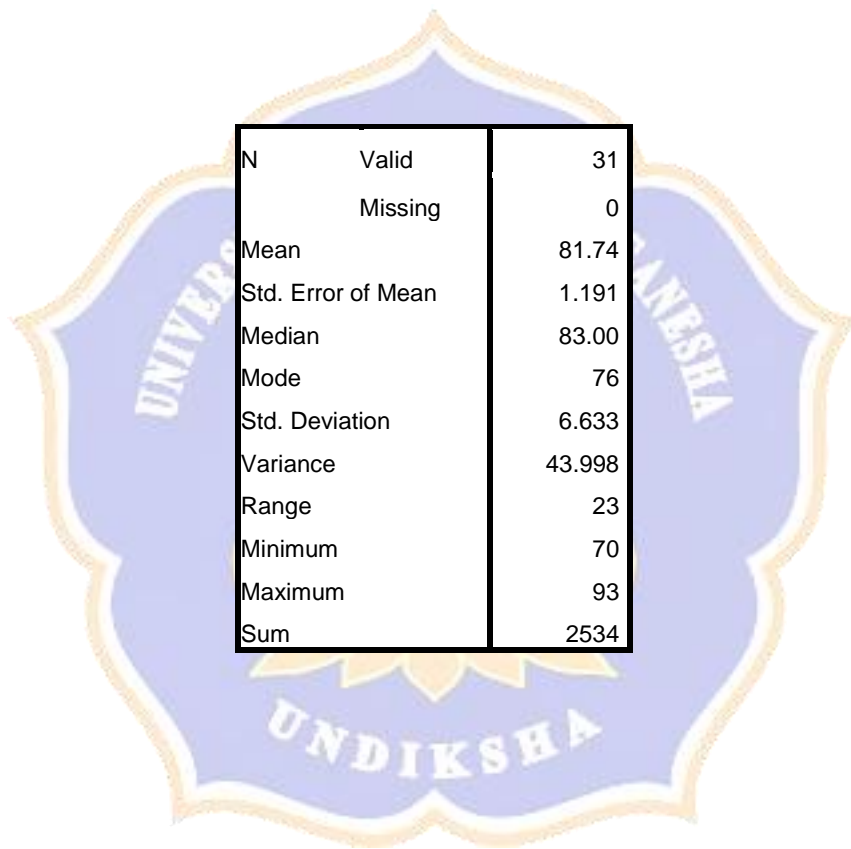 N Valid 31
Missing 0
Mean 81.74
Std. Error of Mean 1.191
Median 83.00
Mode 76
Std. Deviation 6.633
Variance 43.998
Range 23
Minimum 70
Maximum 93
Sum 2534
UNDIKSHA